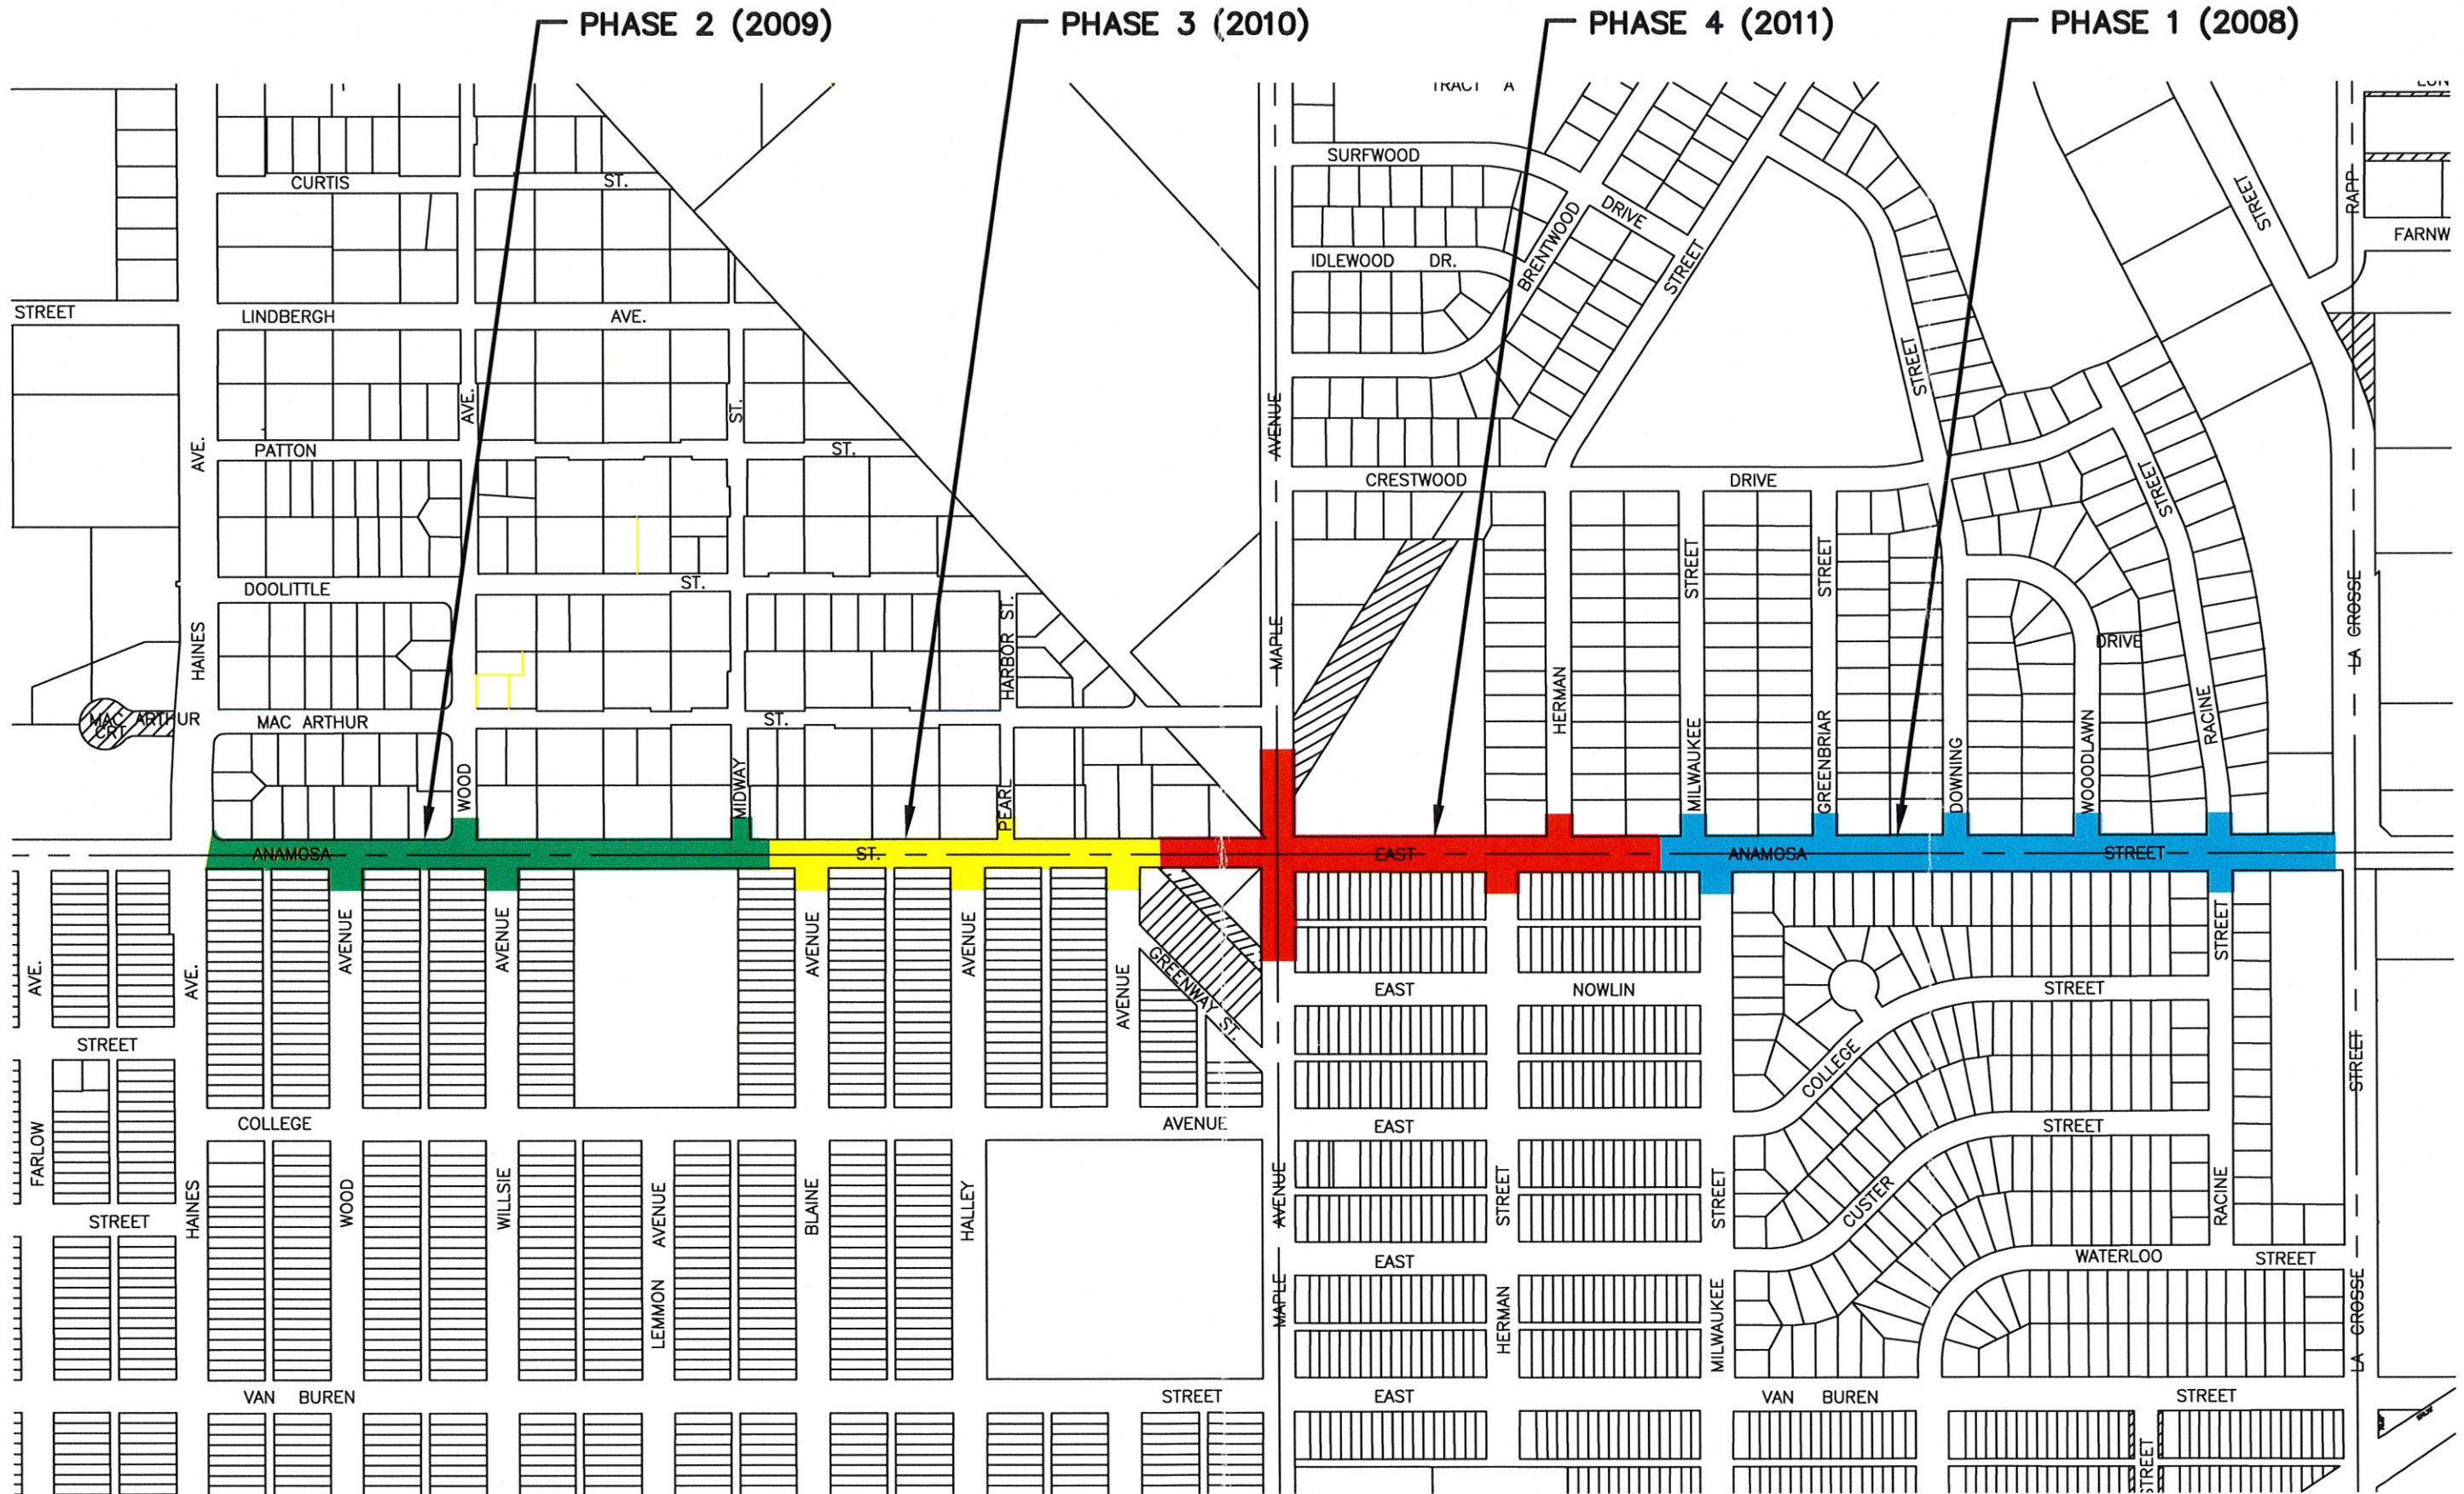 PHASE 2 (2009)
PHASE 3 (2010)
PHASE 4 (2011)
PHASE 1 (2008)
TRACT A
SURFWOOD
DRIVE
CURTIS
ST.
STREET
RAPP
FARNW
IDLEWOOD DR.
BRENTWOOD
STREET
STREET
LINDBERGH
AVE.
STREET
AVE.
AVE.
ST.
AVENUE
PATTON
ST.
CRESTWOOD
DRIVE
STREET
DOOLITTLE
ST.
STREET
STREET
LA CROSSE
HAINES
HARBOR ST.
MAPLE
DRIVE
HERMAN
MAC ARTHUR
CRT
MAC ARTHUR
ST.
MILWAUKEE
GREENBRIAR
DOWNING
WOOODLAWN
RACINE
WOOD
MIDWAY
PEARL
ANAMOSA
ST.
EAST
ANAMOSA
STREET
AVE.
AVE.
AVENUE
AVENUE
AVENUE
AVENUE
AVENUE
GREENWAY ST.
STREET
EAST
NOWLIN
STREET
STREET
COLLEGE
STREET
COLLEGE
AVENUE
EAST
STREET
FARLOW
HAINES
WOOD
WILLSIE
AVENUE
BLAINE
HALLEY
AVENUE
STREET
STREET
CUSTER
RACINE
STREET
LEMMON
EAST
WATERLOO
STREET
MAPLE
HERMAN
MILWAUKEE
LA CROSSE
VAN BUREN
STREET
EAST
VAN BUREN
STREET
STREET